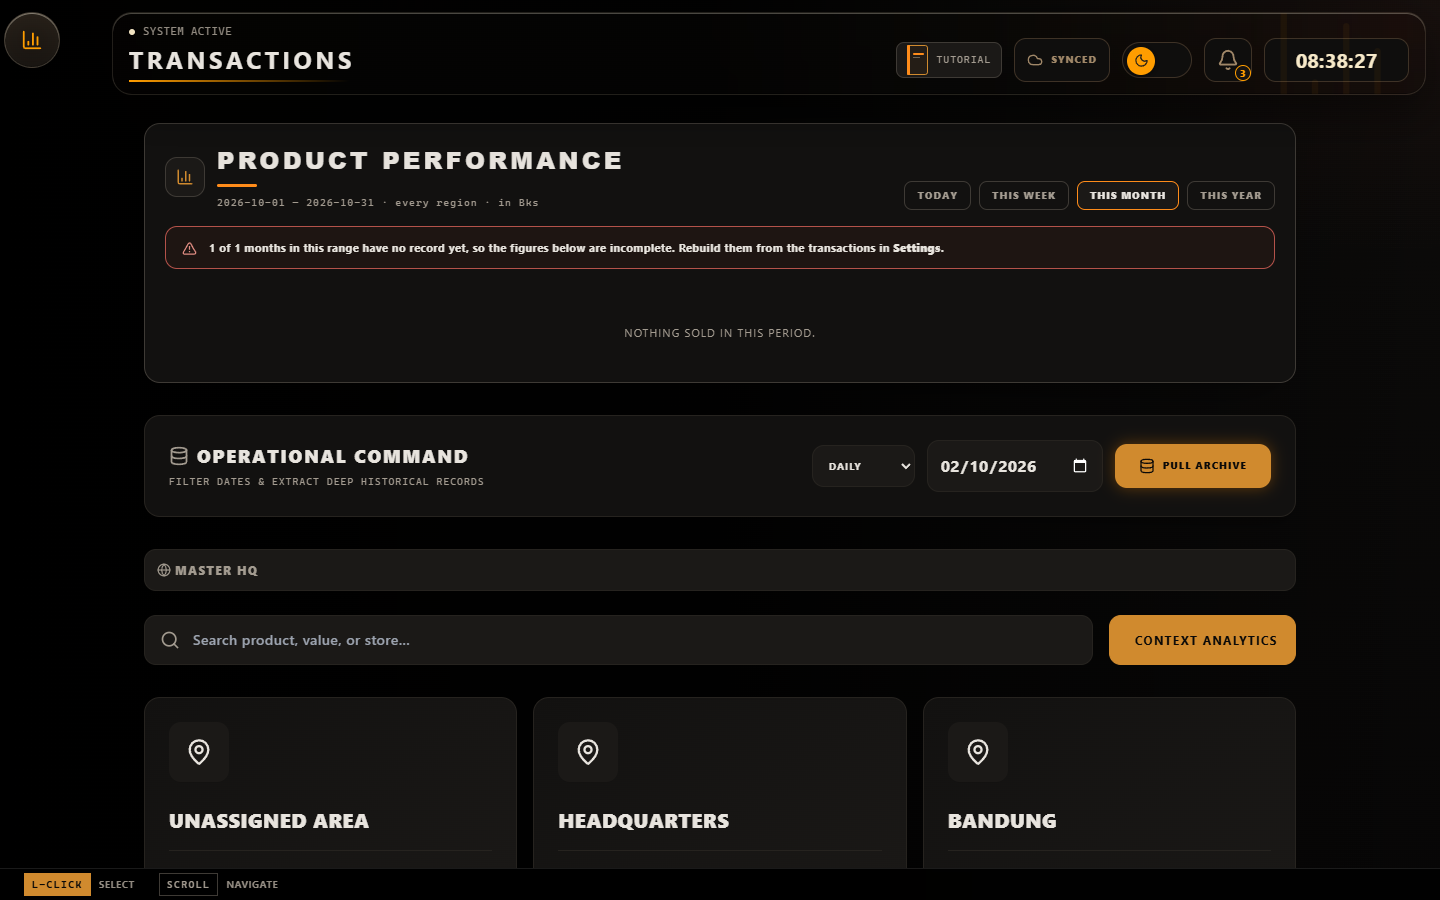 SYSTEM ACTIVE
TRANSACTIONS
TUTORIAL
SYNCED
3
08:38:27
PRODUCT PERFORMANCE
2026-10-01 — 2026-10-31 · every region · in Bks
TODAY
THIS WEEK
THIS MONTH
THIS YEAR
1 of 1 months in this range have no record yet, so the figures below are incomplete. Rebuild them from the transactions in Settings.
NOTHING SOLD IN THIS PERIOD.
OPERATIONAL COMMAND
FILTER DATES & EXTRACT DEEP HISTORICAL RECORDS
DAILY
02/10/2026
PULL ARCHIVE
MASTER HQ
Search product, value, or store...
CONTEXT ANALYTICS
UNASSIGNED AREA
HEADQUARTERS
BANDUNG
L-CLICK
SELECT
SCROLL
NAVIGATE